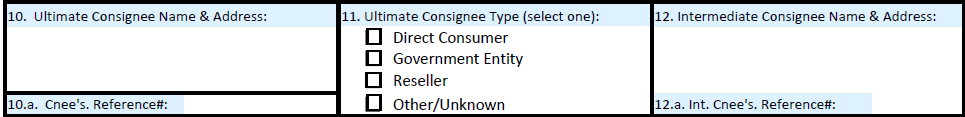 10.  Ultimate Consignee Name & Address:
10.a.  Cnee's. Reference#:
11. Ultimate Consignee Type (select one):
Direct Consumer
Government Entity
Reseller
Other/Unknown
12. Intermediate Consignee Name & Address:
12.a. Int. Cnee's. Reference#: